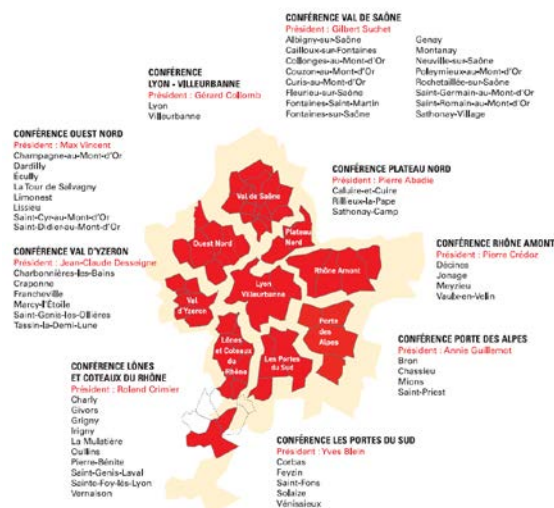 CONFÉRENCE VAL DE SAÔNE
Président : Gilbert Suchet
Albigny-sur-Saône
Cailloux-sur-Fontaines
Collonges-au-Mont-d'Or
Couzon-au-Mont-d'Or
Curis-au-Mont-d'Or
Fleurieu-sur-Saône
Fontaines-Saint-Martin
Fontaines-sur-Saône
Genay
Montanay
Neuville-sur-Saône
Poleymieux-au-Mont-d'Or
Rochetaillée-sur-Saône
Saint-Germain-au-Mont-d'Or
Saint-Romain-au-Mont-d'Or
Sathonay-Village
CONFÉRENCE
LYON - VILLEURBANNE
Président : Gérard Collomb
Lyon
Villeurbanne
CONFÉRENCE OUEST NORD
Président : Max Vincent
Champagne-au-Mont-d'Or
Dardilly
Écully
La Tour de Salvagny
Limonest
Lissieu
Saint-Cyr-au-Mont-d'Or
Saint-Didier-au-Mont-d'Or
CONFÉRENCE PLATEAU NORD
Président : Pierre Abadie
Caluire-et-Cuire
Rillieux-la-Pape
Sathonay-Camp
CONFÉRENCE VAL D'YZERON
Président : Jean-Claude Desseigne
Charbonnières-les-Bains
Craponne
Francheville
Marcy-l'Étoile
Saint-Genis-les-Ollières
Tassin-la-Demi-Lune
CONFÉRENCE RHÔNE AMONT
Président : Pierre Crédoz
Décines
Jonage
Meyzieu
Vaulx-en-Velin
Val de Saône
Ouest Nord
Plateau
Nord
Rhône Amont
Lyon
Villeurbanne
Val
d'Yzeron
Porte
des
Alpes
Lônes
et Coteaux
du
Rhône
Les Portes
du Sud
CONFÉRENCE PORTE DES ALPES
Président : Annie Guillemot
Bron
Chassieu
Mions
Saint-Priest
CONFÉRENCE LÔNES
ET COTEAUX DU RHÔNE
Président : Roland Crimier
Charly
Givors
Grigny
Irigny
La Mulatière
Oullins
Pierre-Bénite
Saint-Genis-Laval
Sainte-Foy-lès-Lyon
Vernaison
CONFÉRENCE LES PORTES DU SUD
Président : Yves Blein
Corbas
Feyzin
Saint-Fons
Solaize
Vénissieux